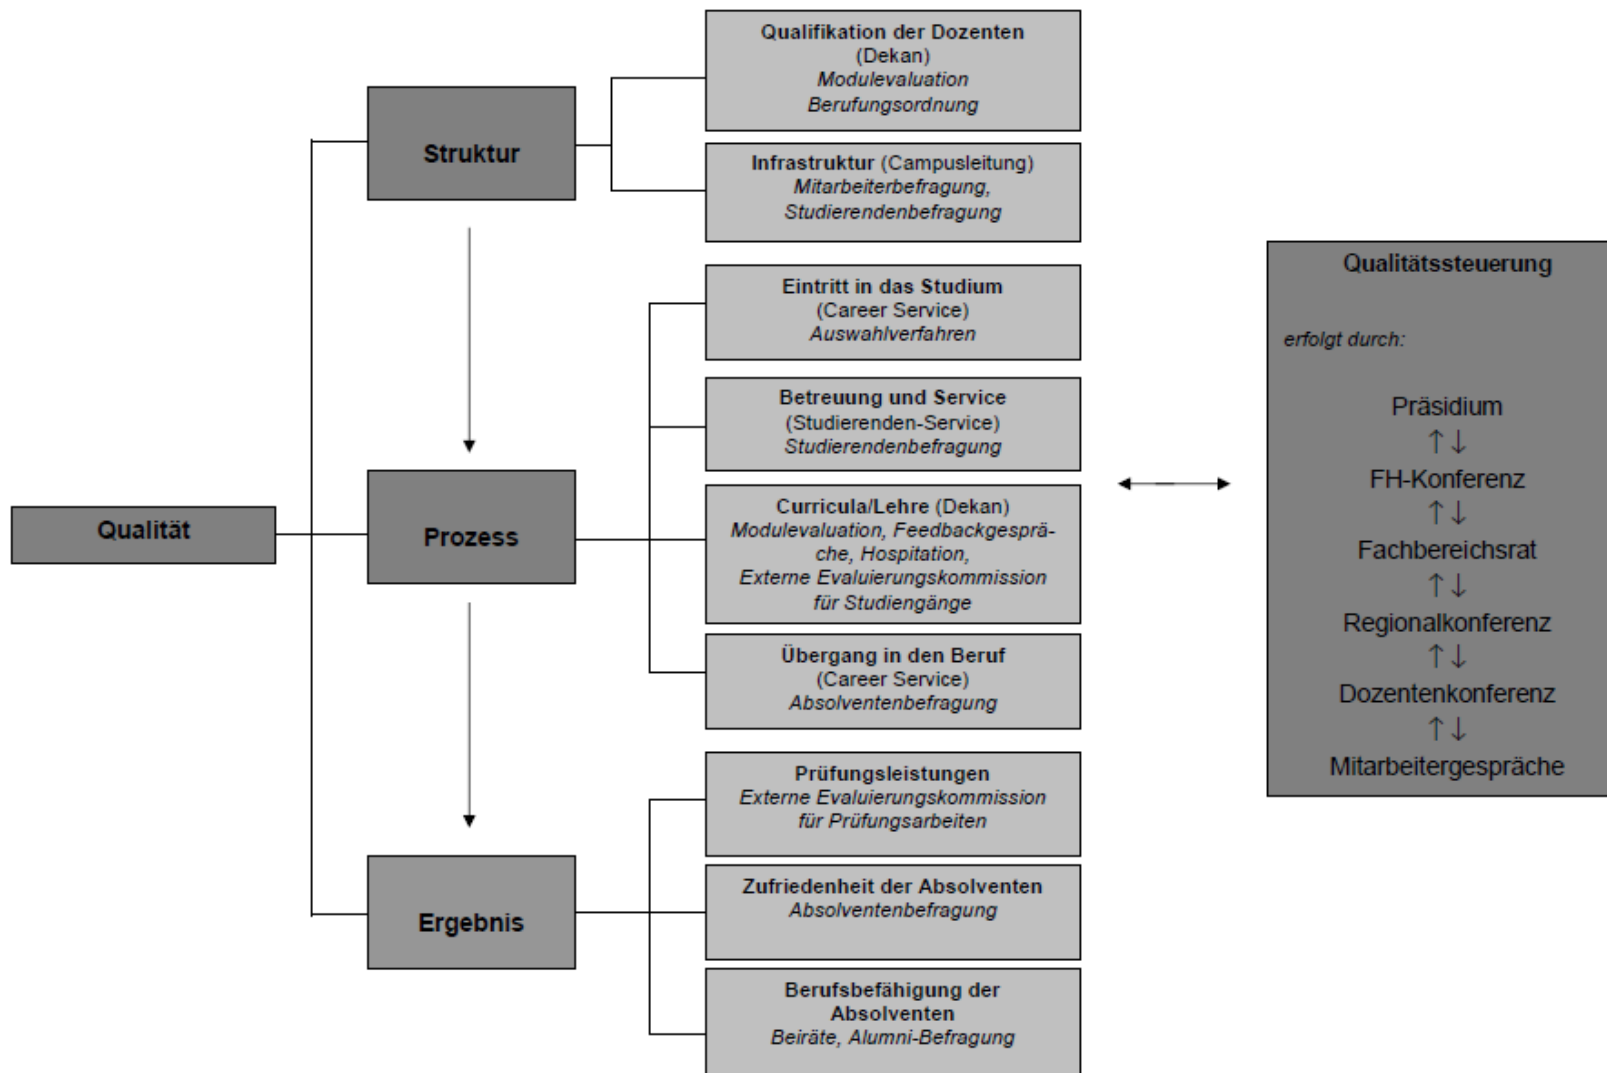 Qualität
Struktur
Prozess
Ergebnis
Qualifikation der Dozenten
(Dekan)
Modulevaluation
Berufungsordnung
Infrastruktur (Campusleitung)
Mitarbeiterbefragung,
Studierendenbefragung
Eintritt in das Studium
(Career Service)
Auswahlverfahren
Betreuung und Service
(Studierenden-Service)
Studierendenbefragung
Curricula/Lehre (Dekan)
Modulevaluation, Feedbackgesprä-
che, Hospitation,
Externe Evaluierungskommission
für Studiengänge
Übergang in den Beruf
(Career Service)
Absolventenbefragung
Prüfungsleistungen
Externe Evaluierungskommission
für Prüfungsarbeiten
Zufriedenheit der Absolventen
Absolventenbefragung
Berufsbefähigung der
Absolventen
Beiräte, Alumni-Befragung
Qualitätssteuerung
erfolgt durch:
Präsidium
↑↓
FH-Konferenz
↑↓
Fachbereichsrat
↑↓
Regionalkonferenz
↑↓
Dozentenkonferenz
↑↓
Mitarbeitergespräche